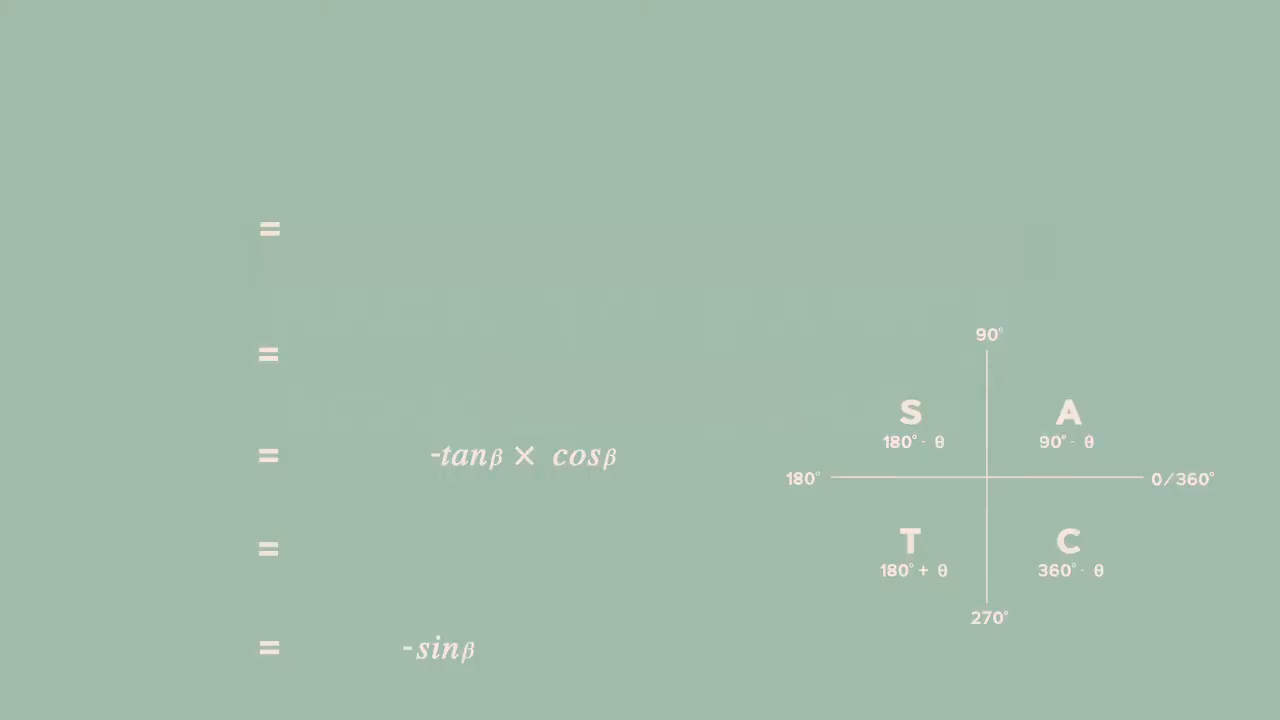 =
=
= -tanβ × cosβ
=
= -sinβ
90°
S A
180° - θ 90° - θ
180° 0/360°
T C
180° + θ 360° - θ
270°